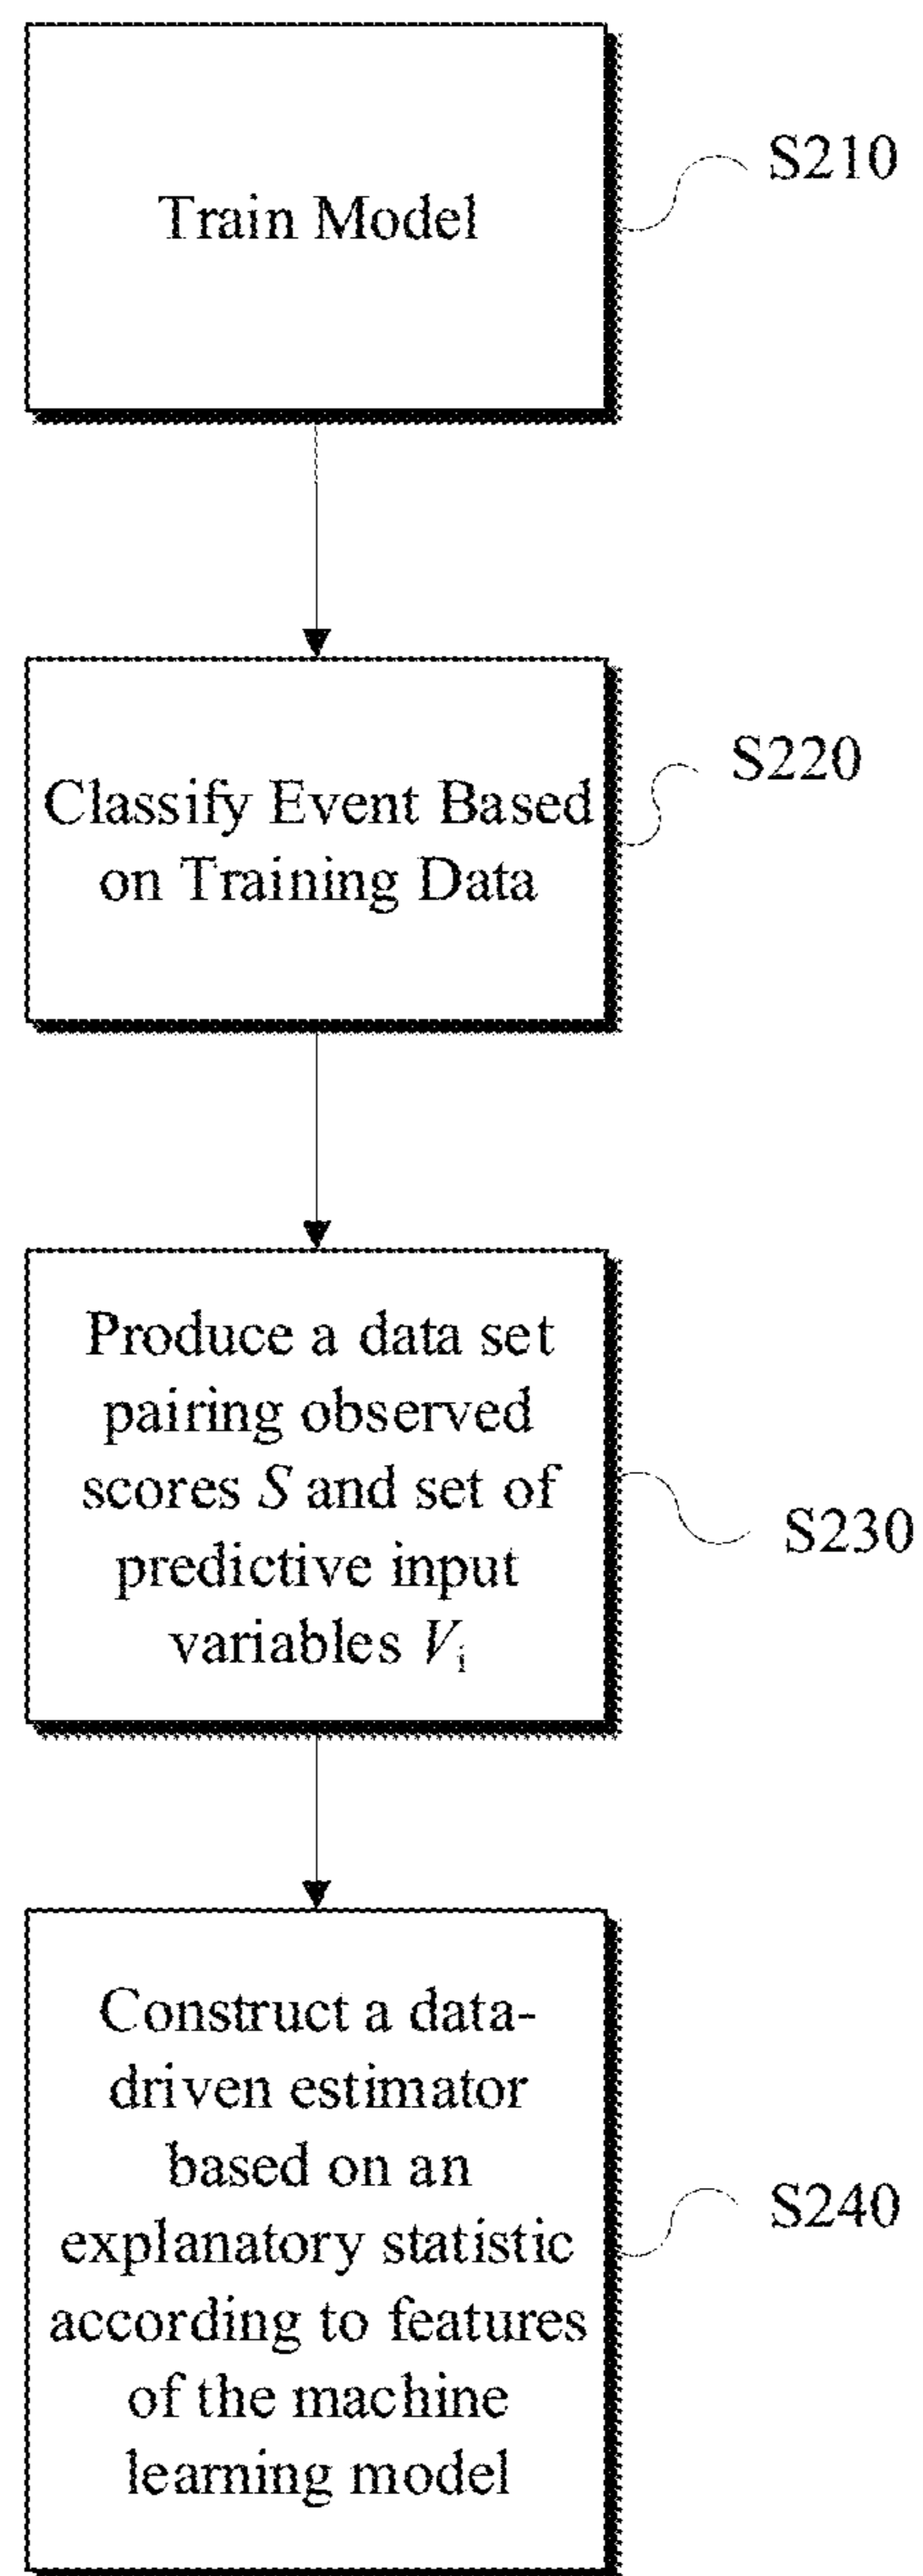 Train Model
S210
Classify Event Based
on Training Data
S220
Produce a data set
pairing observed
scores S and set of
predictive input
variables Vi
S230
Construct a data-
driven estimator
based on an
explanatory statistic
according to features
of the machine
learning model
S240